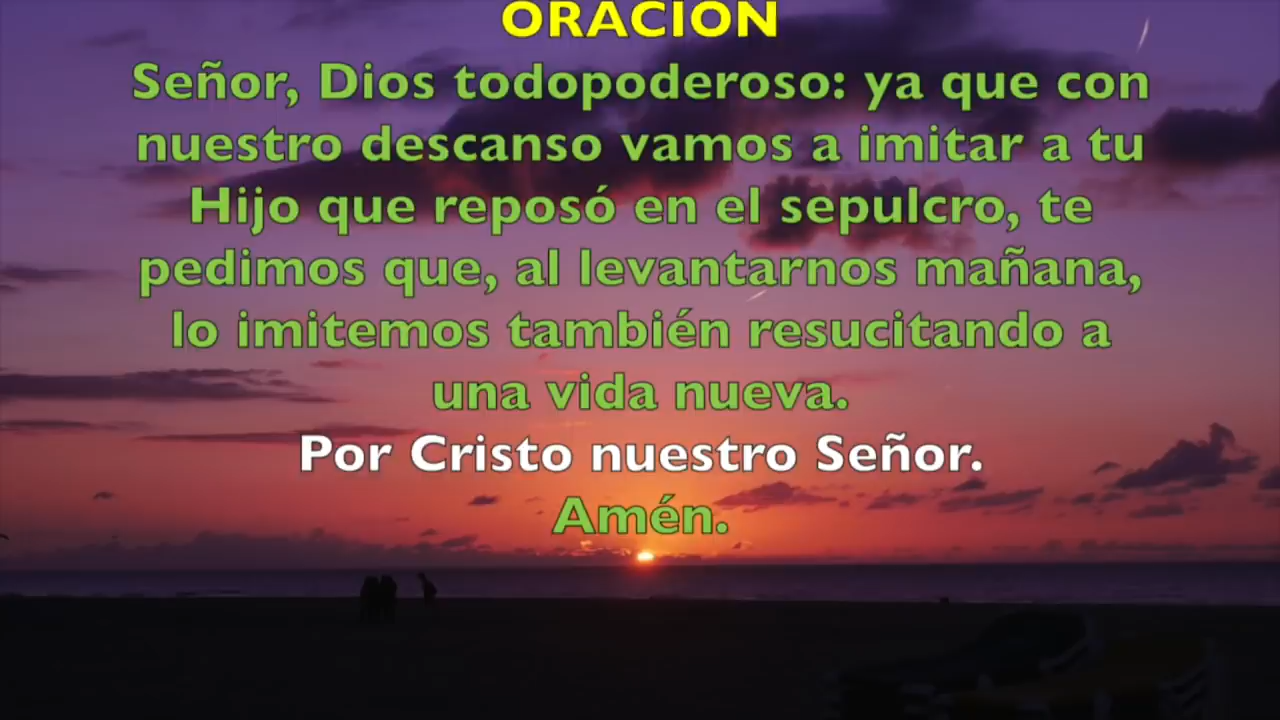 ORACION
Señor, Dios todopoderoso: ya que con
nuestro descanso vamos a imitar a tu
Hijo que reposó en el sepulcro, te
pedimos que, al levantarnos mañana,
lo imitemos también resucitando a
una vida nueva.
Por Cristo nuestro Señor.
Amén.